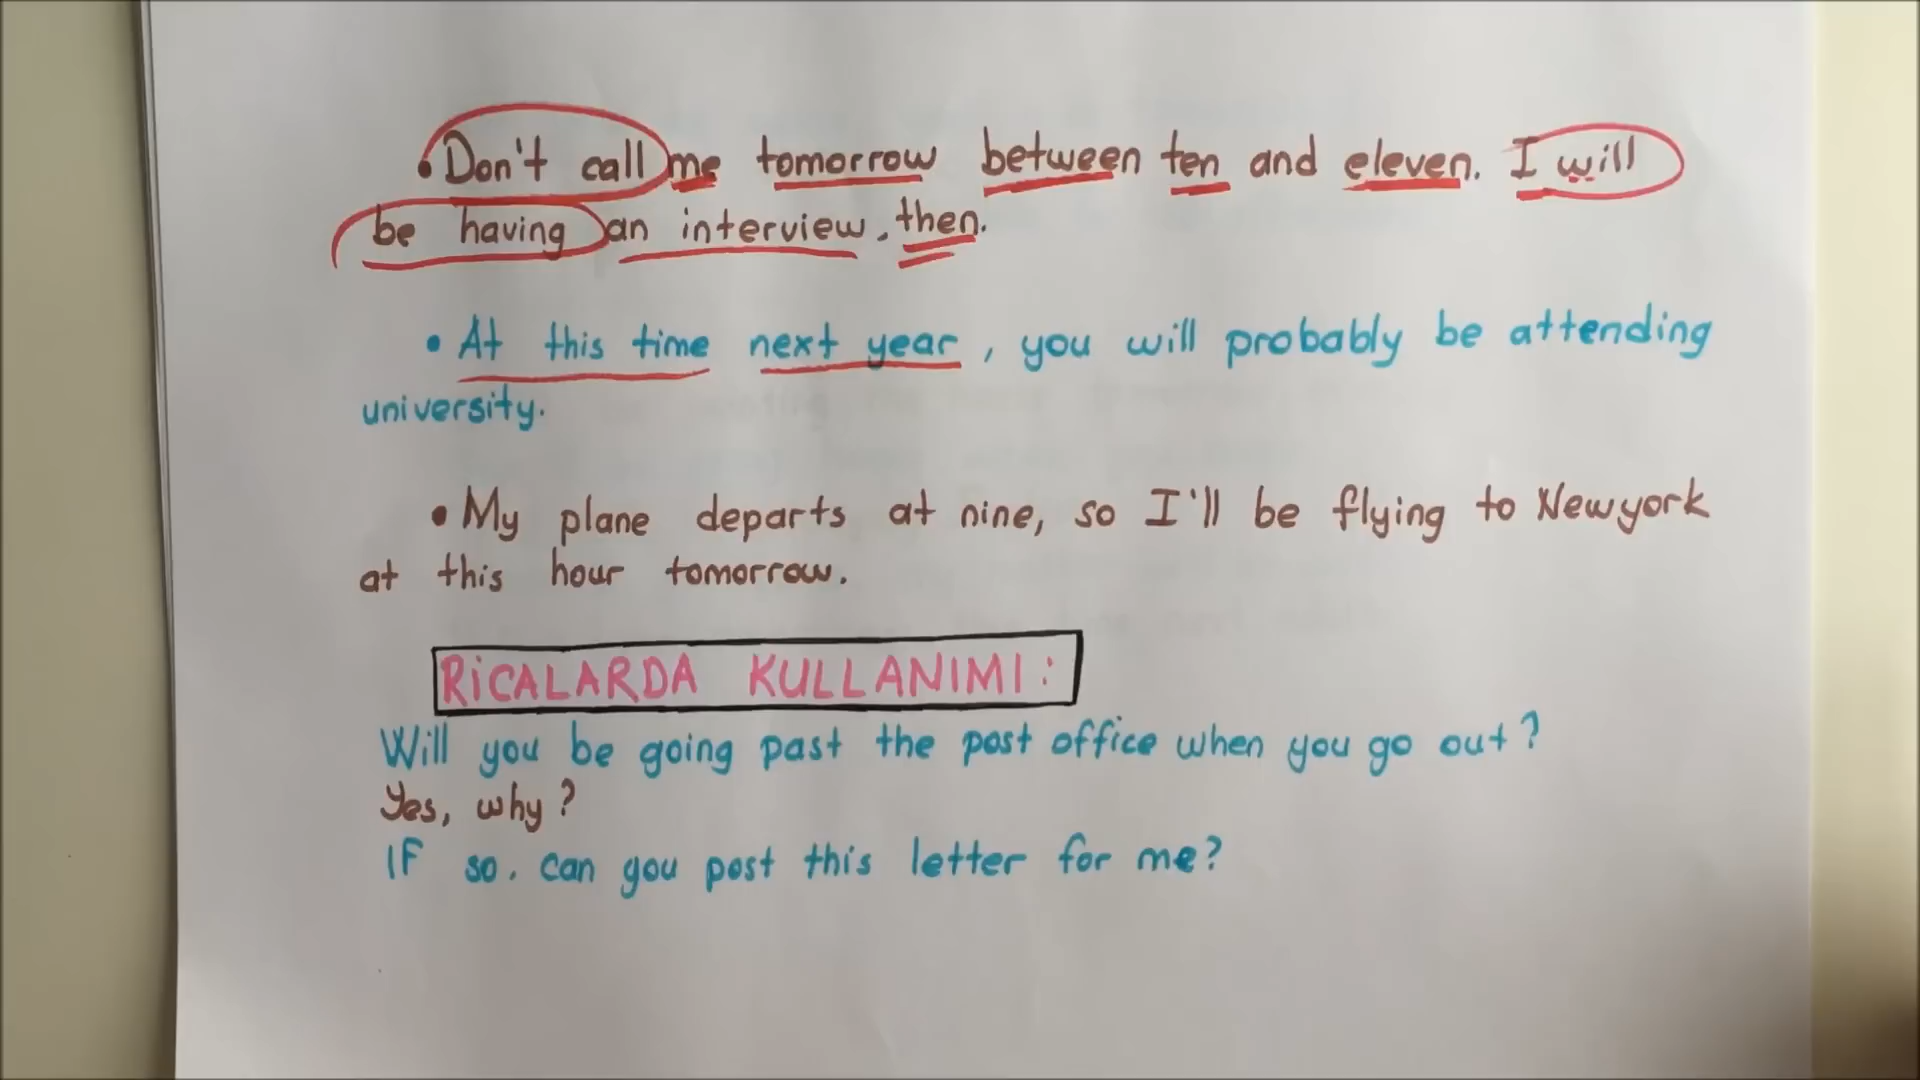 • Don't call me tomorrow between ten and eleven. I will
be having an interview, then.
• At this time next year, you will probably be attending
university.
• My plane departs at nine, so I'll be flying to Newyork
at this hour tomorrow.
RiCALARDA KULLANIMI:
Will you be going past the post office when you go out?
Yes, why?
IF so, can you post this letter for me?